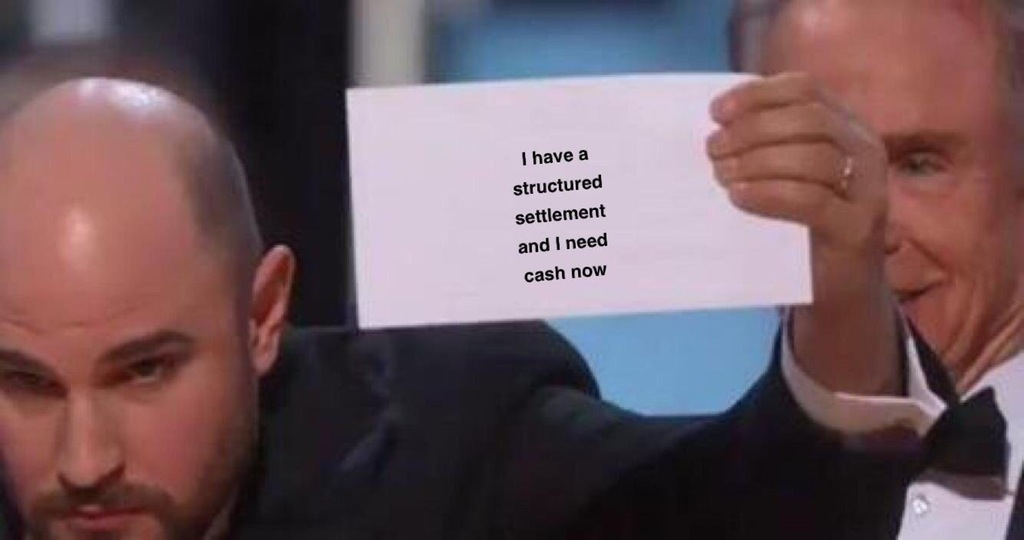 I have a
structured
settlement
and I need
cash now